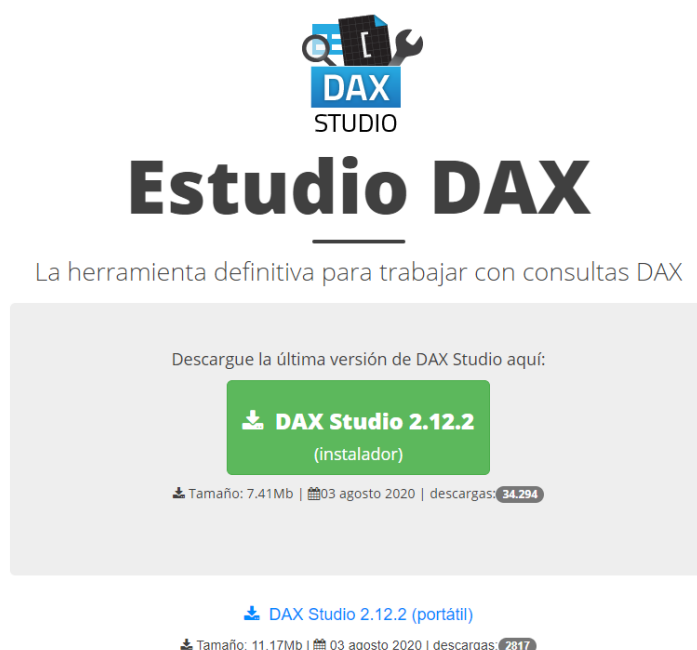 [
DAX
STUDIO
Estudio DAX
La herramienta definitiva para trabajar con consultas DAX
Descargue la última versión de DAX Studio aquí:
DAX Studio 2.12.2
(instalador)
Tamaño: 7.41Mb | 03 agosto 2020 | descargas: 34.294
DAX Studio 2.12.2 (portátil)
Tamaño: 11.17Mb | 03 agosto 2020 | descargas: 2817